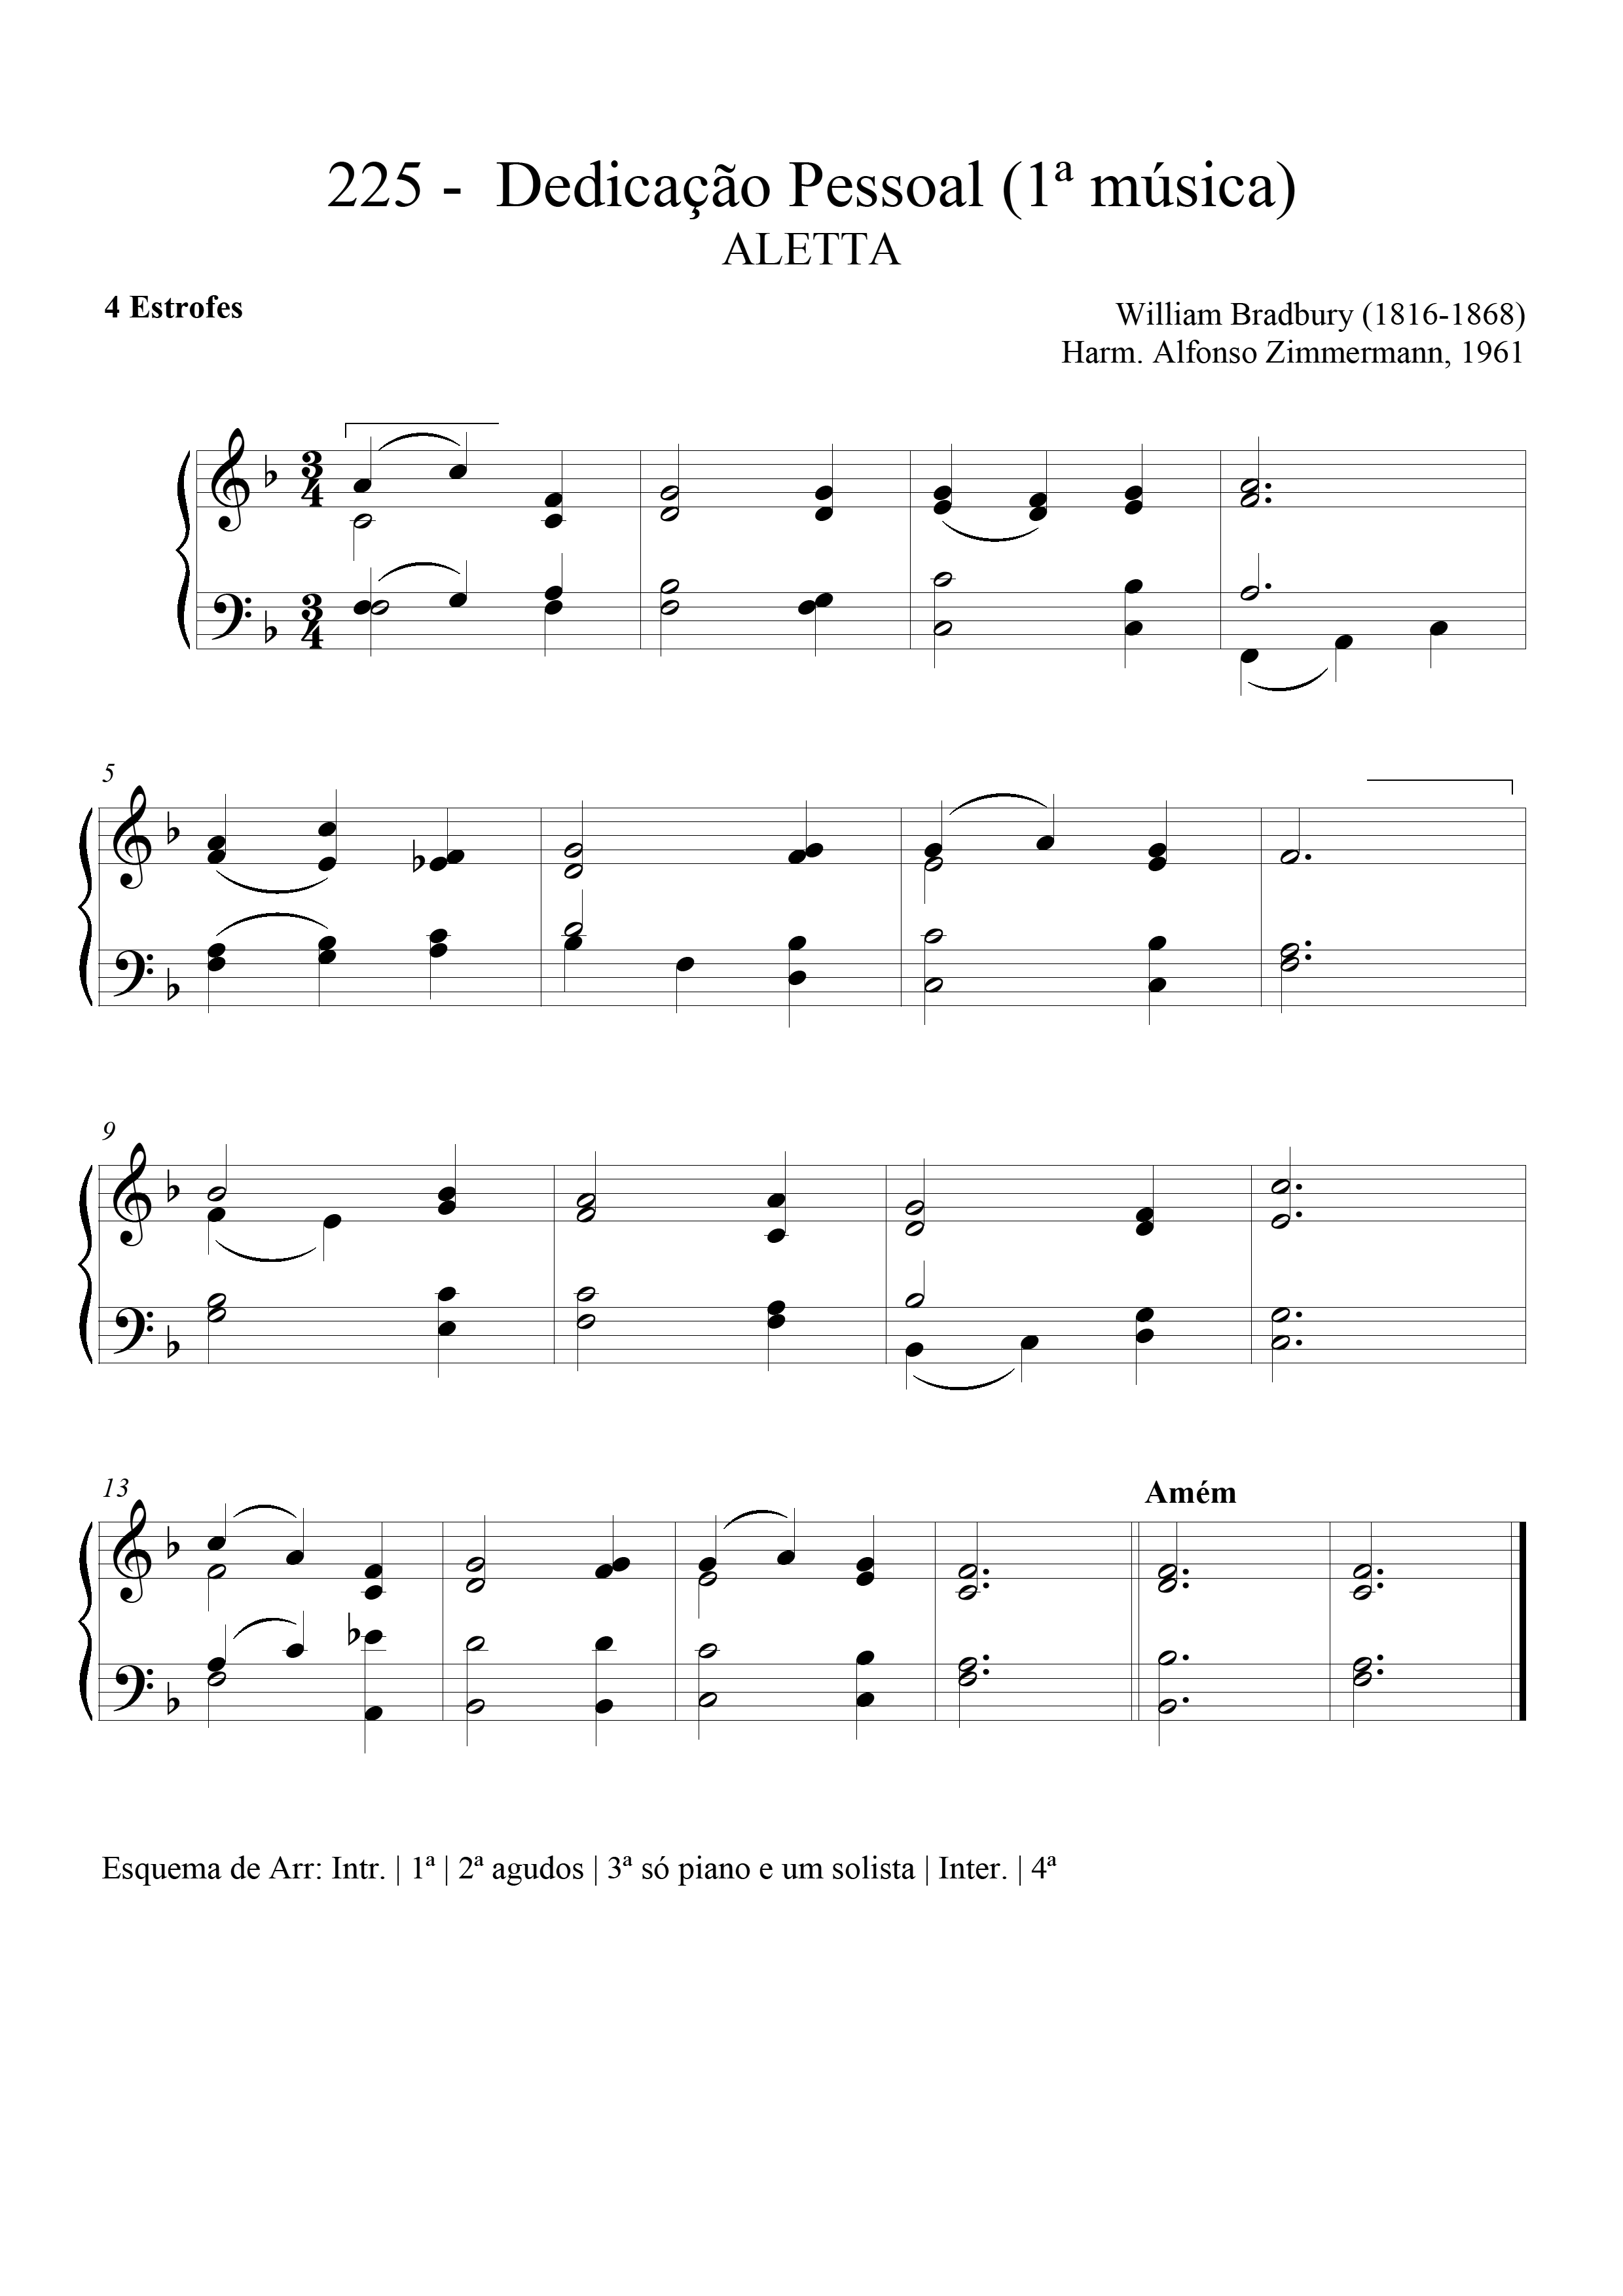 225 - Dedicação Pessoal (1ª música)
ALETTA
4 Estrofes
William Bradbury (1816-1868)
Harm. Alfonso Zimmermann, 1961
3
4
3
4
5
9
13
Amém
Esquema de Arr: Intr. | 1ª | 2ª agudos | 3ª só piano e um solista | Inter. | 4ª